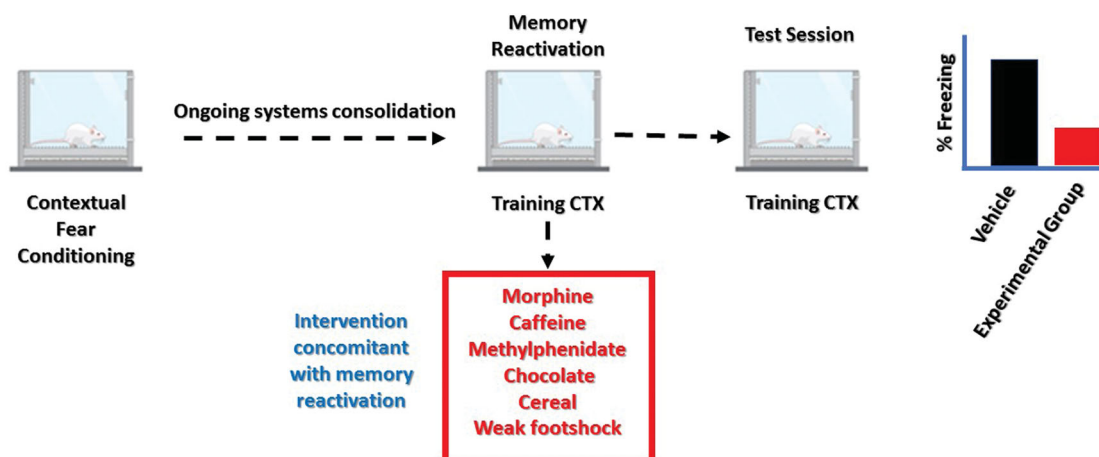 Contextual
Fear
Conditioning
Ongoing systems consolidation
Memory
Reactivation
Training CTX
Test Session
Training CTX
Intervention
concomitant
with memory
reactivation
Morphine
Caffeine
Methylphenidate
Chocolate
Cereal
Weak footshock
% Freezing
Vehicle
Experimental Group